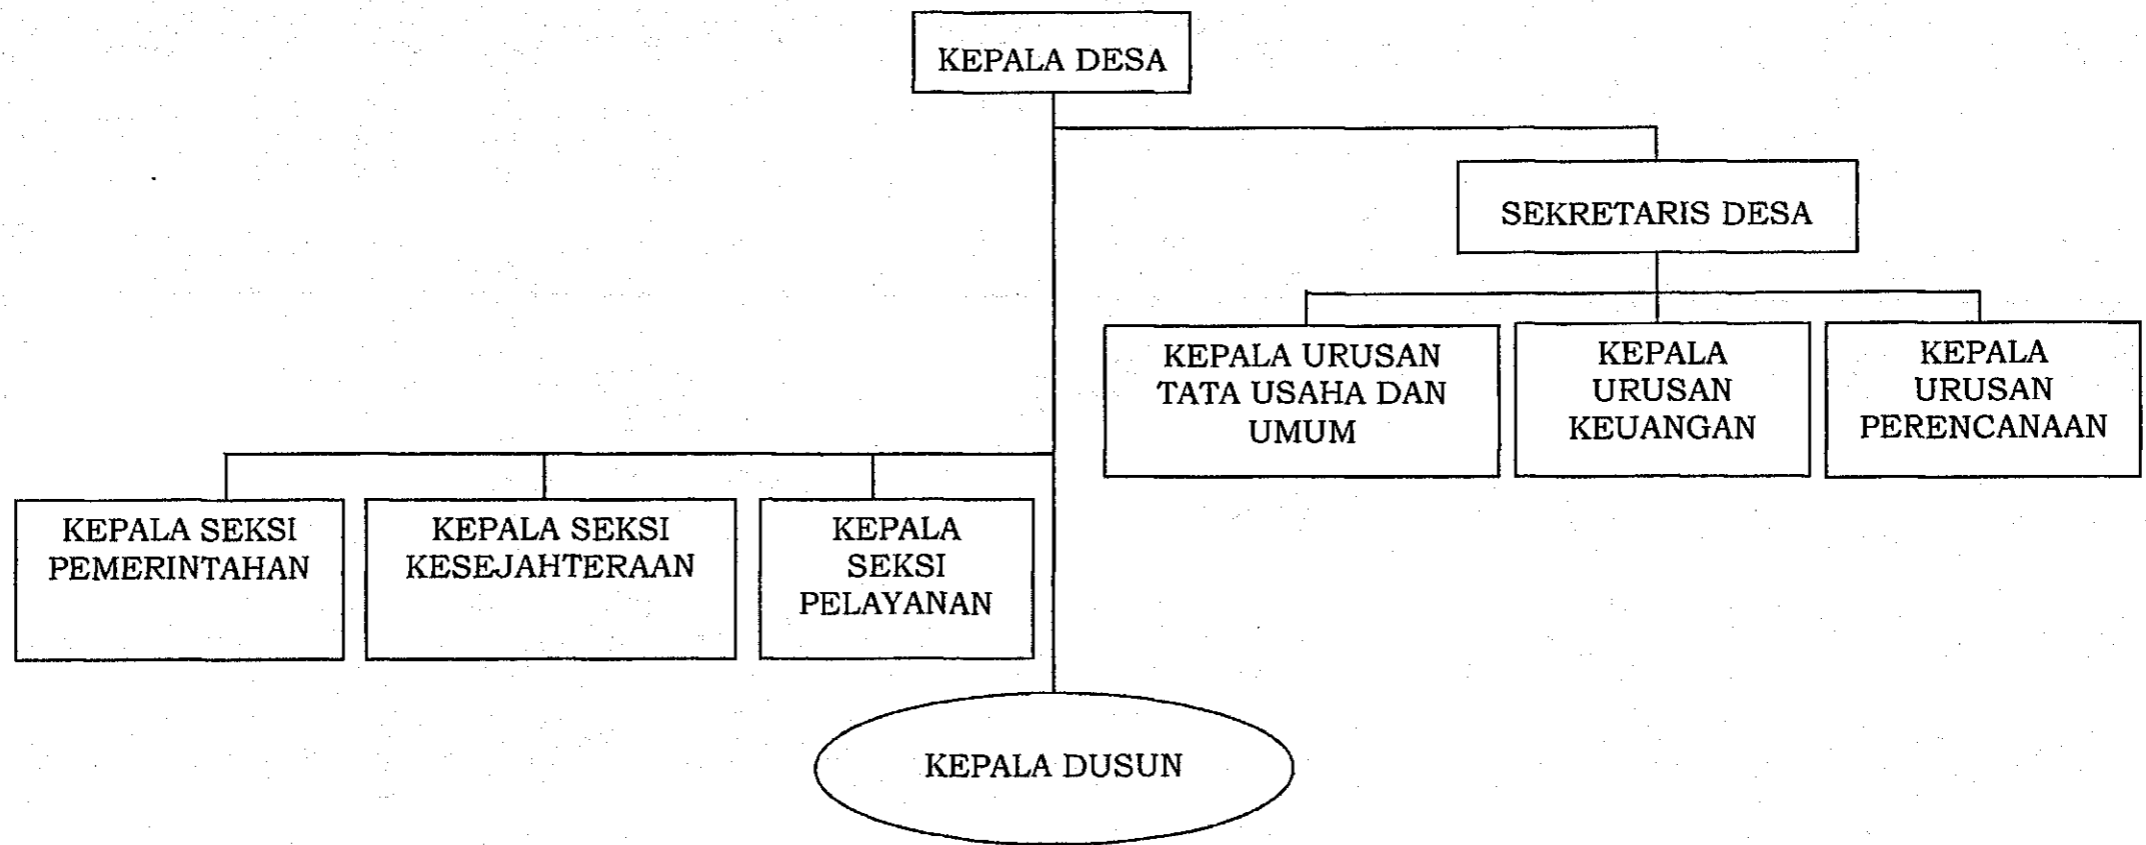 KEPALA DESA
SEKRETARIS DESA
KEPALA URUSAN
TATA USAHA DAN
UMUM
KEPALA
URUSAN
KEUANGAN
KEPALA
URUSAN
PERENCANAAN
KEPALA SEKSI
PEMERINTAHAN
KEPALA SEKSI
KESEJAHTERAAN
KEPALA
SEKSI
PELAYANAN
KEPALA DUSUN